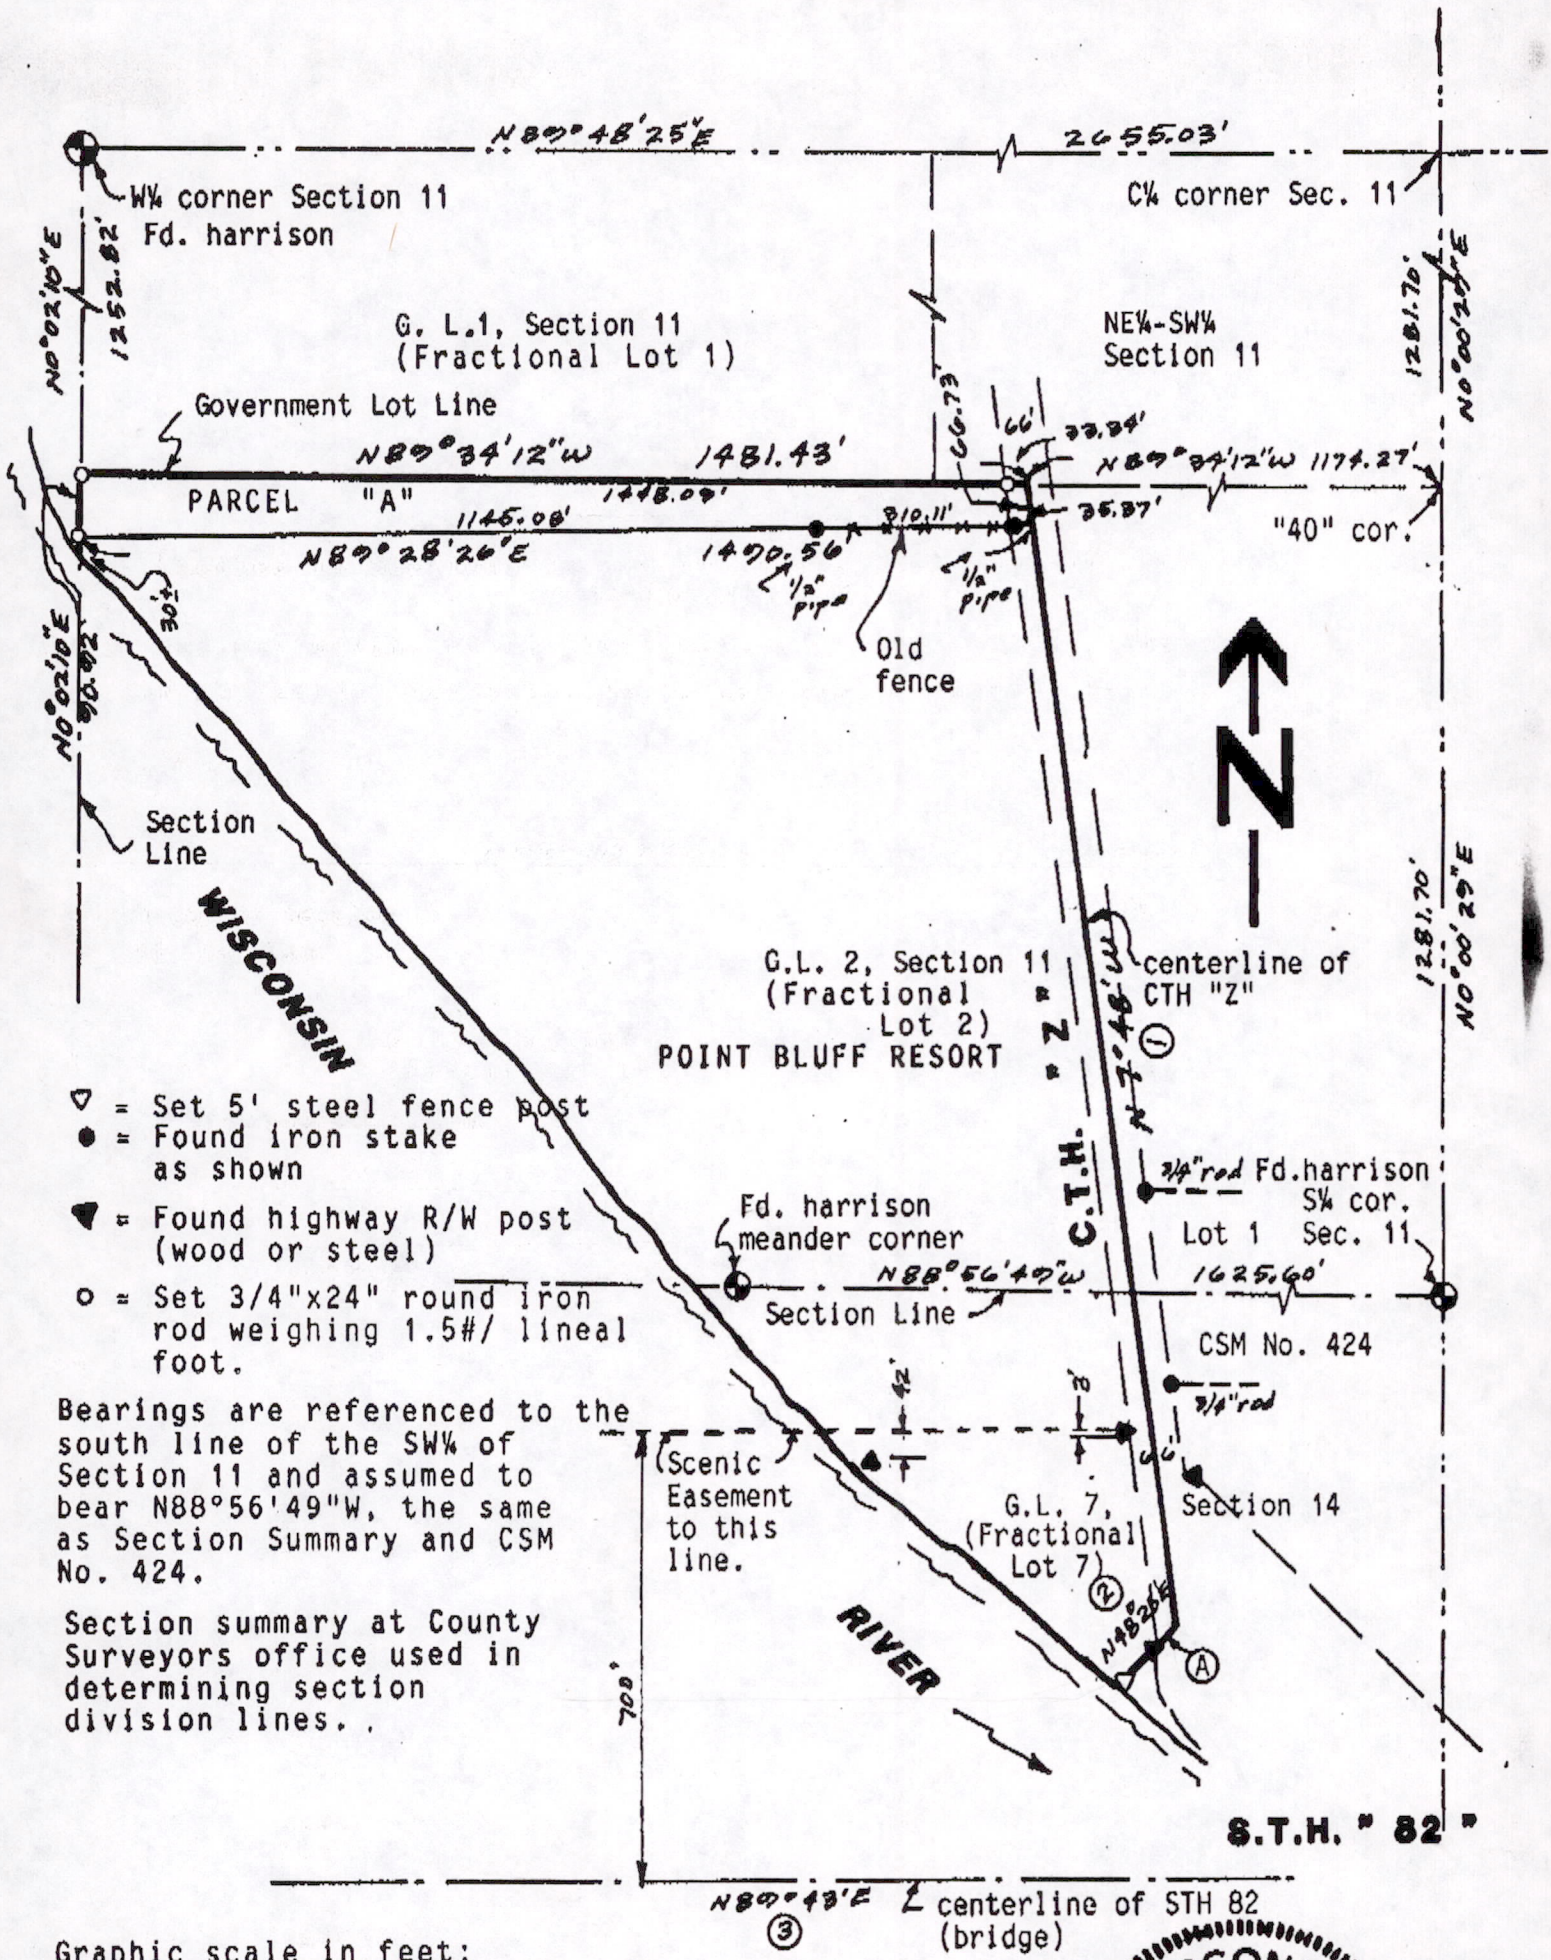 N89°48'25"E
2655.03'
W¼ corner Section 11
Fd. harrison
C¼ corner Sec. 11
N0°02'10"E
1252.82'
1281.70'
G. L.1, Section 11
(Fractional Lot 1)
NE¼-SW¼
Section 11
Government Lot Line
66.73'
66'
33.34'
N89°34'12"W 1481.43'
N89°34'12"W 1174.27'
PARCEL "A"
1448.09'
1145.08'
310.11'
35.37'
"40" cor.
N89°28'26"E
1490.56'
1/2"
pipe
1/2"
pipe
30'±
Old
fence
N0°02'10"E
90.92'
N
Section
Line
WISCONSIN
1281.70'
N0°00'29"E
G.L. 2, Section 11
(Fractional
Lot 2)
POINT BLUFF RESORT
centerline of
CTH "Z"
C.T.H. "Z"
N 7°48'W
1
= Set 5' steel fence post
= Found iron stake
as shown
= Found highway R/W post
(wood or steel)
= Set 3/4"x24" round iron
rod weighing 1.5#/ lineal
foot.
3/4" rod
Fd.harrison
S¼ cor.
Sec. 11
Lot 1
Fd. harrison
meander corner
N88°56'49"W
1625.60'
Section Line
CSM No. 424
3/4" rod
42'
3'
Bearings are referenced to the
south line of the SW¼ of
Section 11 and assumed to
bear N88°56'49"W, the same
as Section Summary and CSM
No. 424.
(Scenic
Easement
to this
line.
66'
G.L. 7,
(Fractional
Lot 7)
Section 14
2
N48°25'E
A
Section summary at County
Surveyors office used in
determining section
division lines.
RIVER
700'
S.T.H. "82"
N89°43'E
3
centerline of STH 82
(bridge)
Graphic scale in feet: